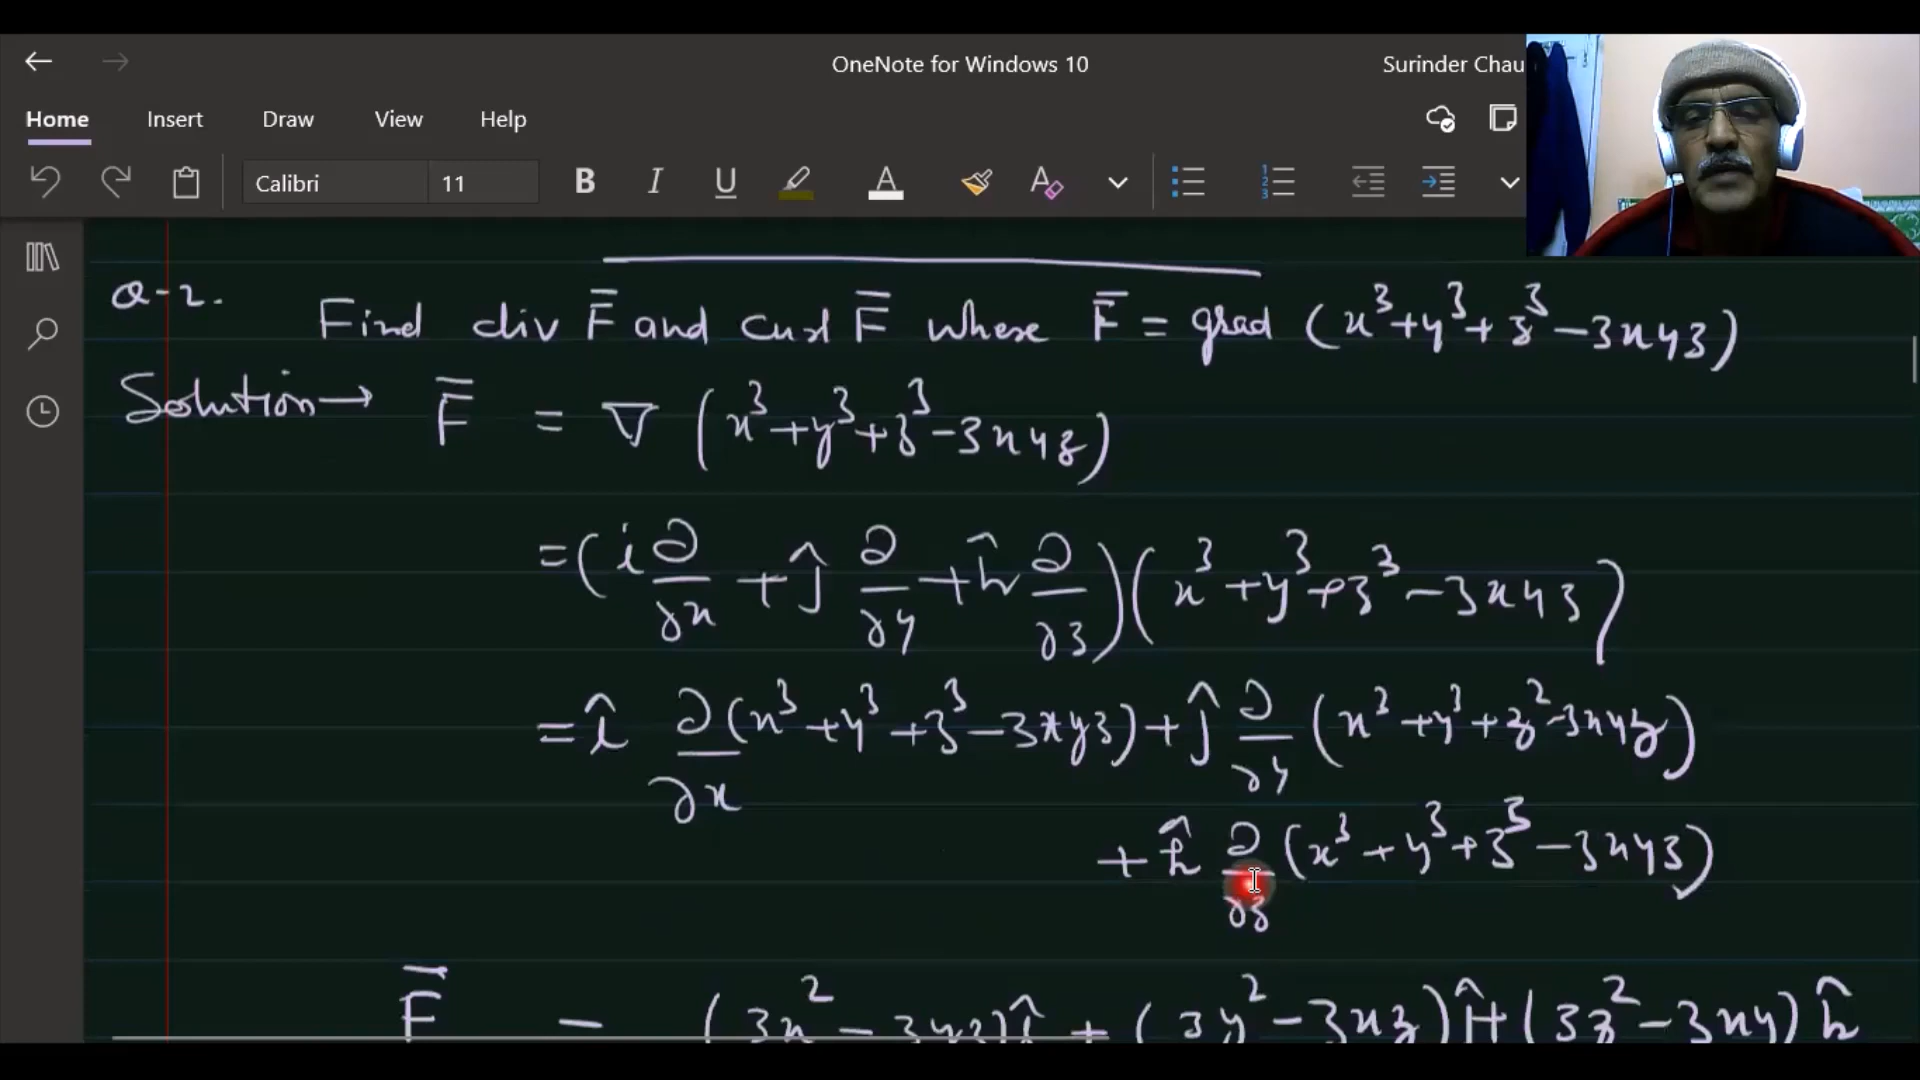 OneNote for Windows 10
Surinder Chau
Home Insert Draw View Help
Calibri 11 B I U A A
Q-2. Find div F̅ and curl F̅ where F̅ = grad (x³+y³+z³-3xyz)
Solution→ F̅ = ∇ (x³+y³+z³-3xyz)
=(i ∂/∂x + ĵ ∂/∂y + k̂ ∂/∂z)(x³+y³+z³-3xyz)
= î ∂/∂x (x³+y³+z³-3xyz) + ĵ ∂/∂y (x³+y³+z²-3xyz)
+ k̂ ∂/∂z (x³+y³+z³-3xyz)
F̅ = (3x²-3yz)î + (3y²-3xz)ĵ+(3z²-3xy)k̂